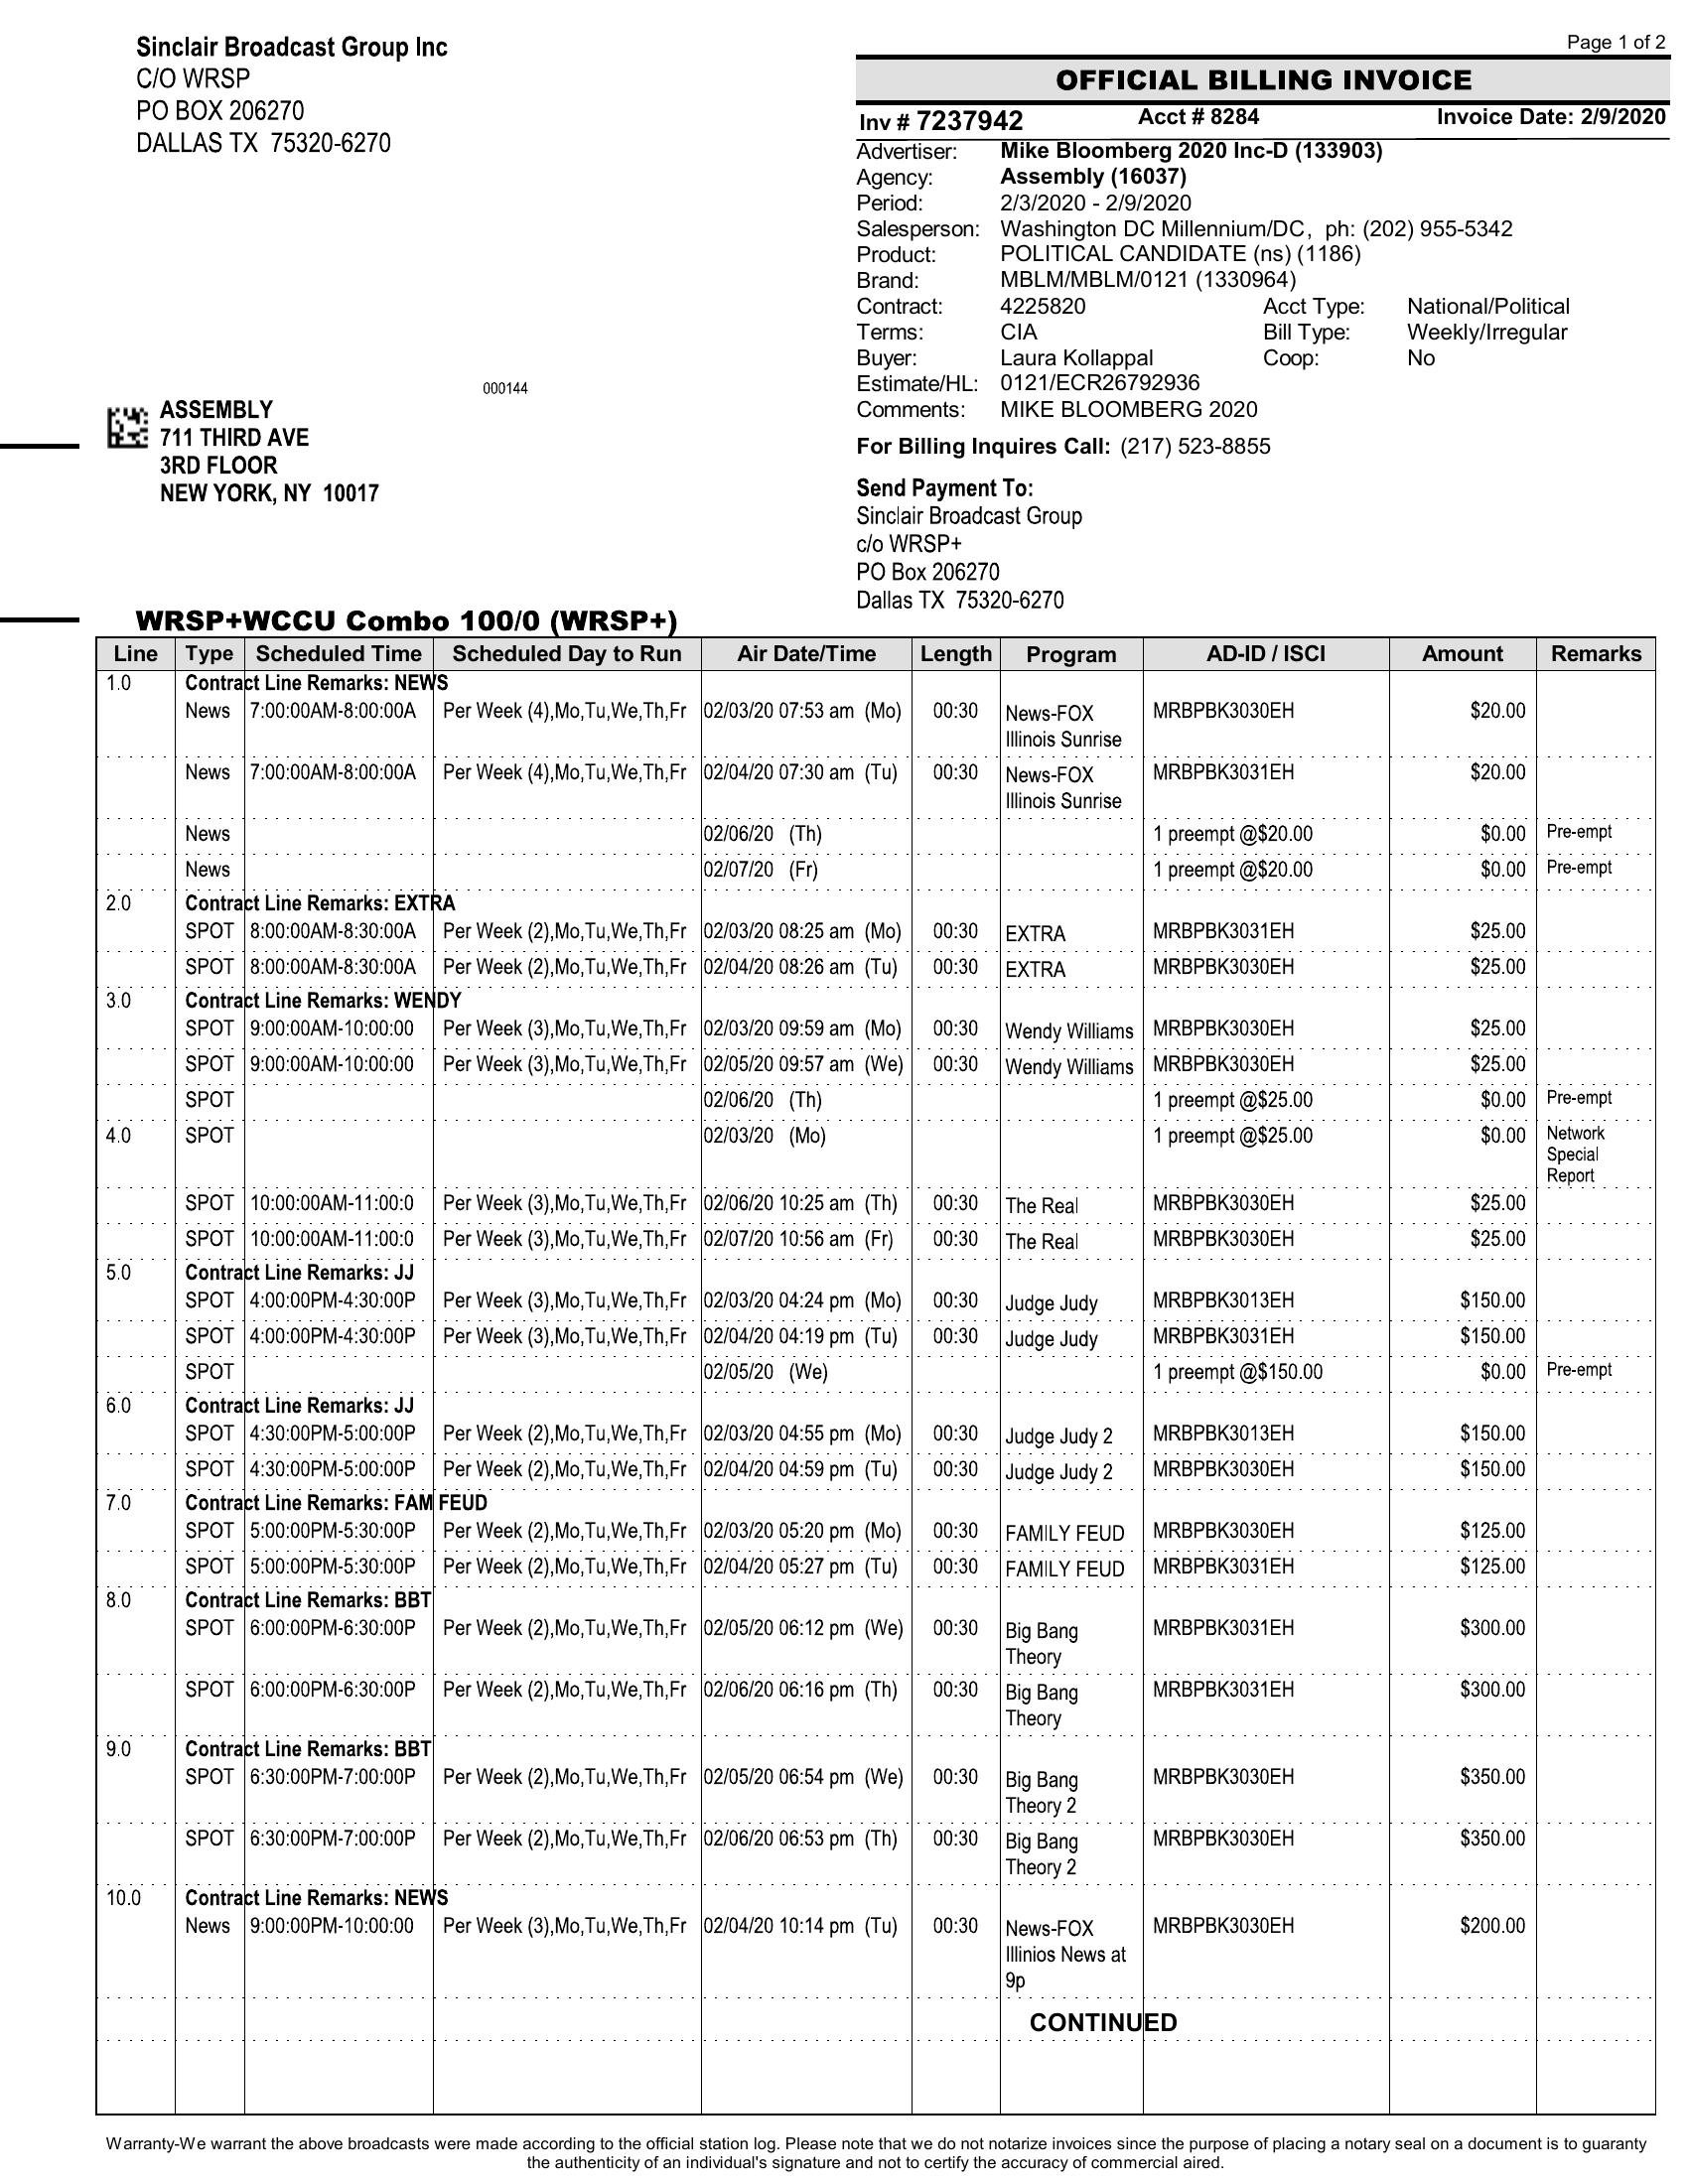 Sinclair Broadcast Group Inc
C/O WRSP
PO BOX 206270
DALLAS TX  75320-6270
Page 1 of 2
OFFICIAL BILLING INVOICE
Inv # 7237942 Acct # 8284 Invoice Date: 2/9/2020
Advertiser: Mike Bloomberg 2020 Inc-D (133903)
Agency: Assembly (16037)
Period: 2/3/2020 - 2/9/2020
Salesperson: Washington DC Millennium/DC,  ph: (202) 955-5342
Product: POLITICAL CANDIDATE (ns) (1186)
Brand: MBLM/MBLM/0121 (1330964)
Contract: 4225820 Acct Type: National/Political
Terms: CIA Bill Type: Weekly/Irregular
Buyer: Laura Kollappal Coop: No
Estimate/HL: 0121/ECR26792936
Comments: MIKE BLOOMBERG 2020
For Billing Inquires Call: (217) 523-8855
000144
ASSEMBLY
711 THIRD AVE
3RD FLOOR
NEW YORK, NY  10017
Send Payment To:
Sinclair Broadcast Group
c/o WRSP+
PO Box 206270
Dallas TX  75320-6270
WRSP+WCCU Combo 100/0 (WRSP+)
Line Type Scheduled Time Scheduled Day to Run Air Date/Time Length Program AD-ID / ISCI Amount Remarks
1.0 Contract Line Remarks: NEWS
News 7:00:00AM-8:00:00A Per Week (4),Mo,Tu,We,Th,Fr 02/03/20 07:53 am (Mo) 00:30 News-FOX MRBPBK3030EH $20.00
Illinois Sunrise
News 7:00:00AM-8:00:00A Per Week (4),Mo,Tu,We,Th,Fr 02/04/20 07:30 am (Tu) 00:30 News-FOX MRBPBK3031EH $20.00
Illinois Sunrise
News 02/06/20 (Th) 1 preempt @$20.00 $0.00 Pre-empt
News 02/07/20 (Fr) 1 preempt @$20.00 $0.00 Pre-empt
2.0 Contract Line Remarks: EXTRA
SPOT 8:00:00AM-8:30:00A Per Week (2),Mo,Tu,We,Th,Fr 02/03/20 08:25 am (Mo) 00:30 EXTRA MRBPBK3031EH $25.00
SPOT 8:00:00AM-8:30:00A Per Week (2),Mo,Tu,We,Th,Fr 02/04/20 08:26 am (Tu) 00:30 EXTRA MRBPBK3030EH $25.00
3.0 Contract Line Remarks: WENDY
SPOT 9:00:00AM-10:00:00 Per Week (3),Mo,Tu,We,Th,Fr 02/03/20 09:59 am (Mo) 00:30 Wendy Williams MRBPBK3030EH $25.00
SPOT 9:00:00AM-10:00:00 Per Week (3),Mo,Tu,We,Th,Fr 02/05/20 09:57 am (We) 00:30 Wendy Williams MRBPBK3030EH $25.00
SPOT 02/06/20 (Th) 1 preempt @$25.00 $0.00 Pre-empt
4.0 SPOT 02/03/20 (Mo) 1 preempt @$25.00 $0.00 Network
Special
Report
SPOT 10:00:00AM-11:00:0 Per Week (3),Mo,Tu,We,Th,Fr 02/06/20 10:25 am (Th) 00:30 The Real MRBPBK3030EH $25.00
SPOT 10:00:00AM-11:00:0 Per Week (3),Mo,Tu,We,Th,Fr 02/07/20 10:56 am (Fr) 00:30 The Real MRBPBK3030EH $25.00
5.0 Contract Line Remarks: JJ
SPOT 4:00:00PM-4:30:00P Per Week (3),Mo,Tu,We,Th,Fr 02/03/20 04:24 pm (Mo) 00:30 Judge Judy MRBPBK3013EH $150.00
SPOT 4:00:00PM-4:30:00P Per Week (3),Mo,Tu,We,Th,Fr 02/04/20 04:19 pm (Tu) 00:30 Judge Judy MRBPBK3031EH $150.00
SPOT 02/05/20 (We) 1 preempt @$150.00 $0.00 Pre-empt
6.0 Contract Line Remarks: JJ
SPOT 4:30:00PM-5:00:00P Per Week (2),Mo,Tu,We,Th,Fr 02/03/20 04:55 pm (Mo) 00:30 Judge Judy 2 MRBPBK3013EH $150.00
SPOT 4:30:00PM-5:00:00P Per Week (2),Mo,Tu,We,Th,Fr 02/04/20 04:59 pm (Tu) 00:30 Judge Judy 2 MRBPBK3030EH $150.00
7.0 Contract Line Remarks: FAM FEUD
SPOT 5:00:00PM-5:30:00P Per Week (2),Mo,Tu,We,Th,Fr 02/03/20 05:20 pm (Mo) 00:30 FAMILY FEUD MRBPBK3030EH $125.00
SPOT 5:00:00PM-5:30:00P Per Week (2),Mo,Tu,We,Th,Fr 02/04/20 05:27 pm (Tu) 00:30 FAMILY FEUD MRBPBK3031EH $125.00
8.0 Contract Line Remarks: BBT
SPOT 6:00:00PM-6:30:00P Per Week (2),Mo,Tu,We,Th,Fr 02/05/20 06:12 pm (We) 00:30 Big Bang MRBPBK3031EH $300.00
Theory
SPOT 6:00:00PM-6:30:00P Per Week (2),Mo,Tu,We,Th,Fr 02/06/20 06:16 pm (Th) 00:30 Big Bang MRBPBK3031EH $300.00
Theory
9.0 Contract Line Remarks: BBT
SPOT 6:30:00PM-7:00:00P Per Week (2),Mo,Tu,We,Th,Fr 02/05/20 06:54 pm (We) 00:30 Big Bang MRBPBK3030EH $350.00
Theory 2
SPOT 6:30:00PM-7:00:00P Per Week (2),Mo,Tu,We,Th,Fr 02/06/20 06:53 pm (Th) 00:30 Big Bang MRBPBK3030EH $350.00
Theory 2
10.0 Contract Line Remarks: NEWS
News 9:00:00PM-10:00:00 Per Week (3),Mo,Tu,We,Th,Fr 02/04/20 10:14 pm (Tu) 00:30 News-FOX MRBPBK3030EH $200.00
Illinios News at
9p
CONTINUED
Warranty-We warrant the above broadcasts were made according to the official station log. Please note that we do not notarize invoices since the purpose of placing a notary seal on a document is to guaranty
the authenticity of an individual's signature and not to certify the accuracy of commercial aired.